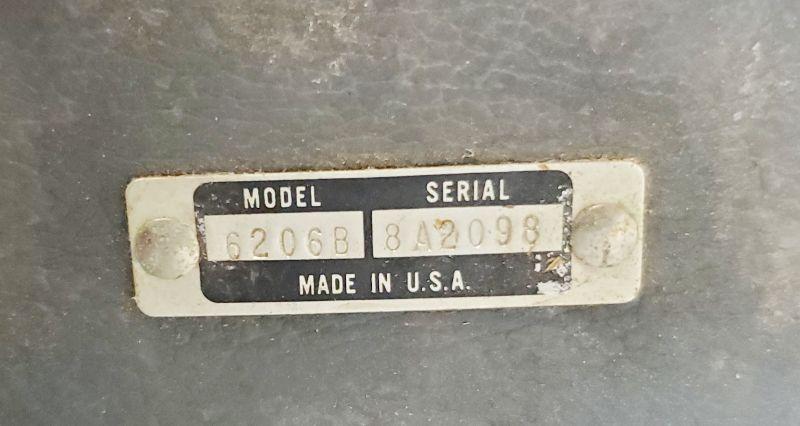 MODEL SERIAL
6206B 8A2098
MADE IN U.S.A.